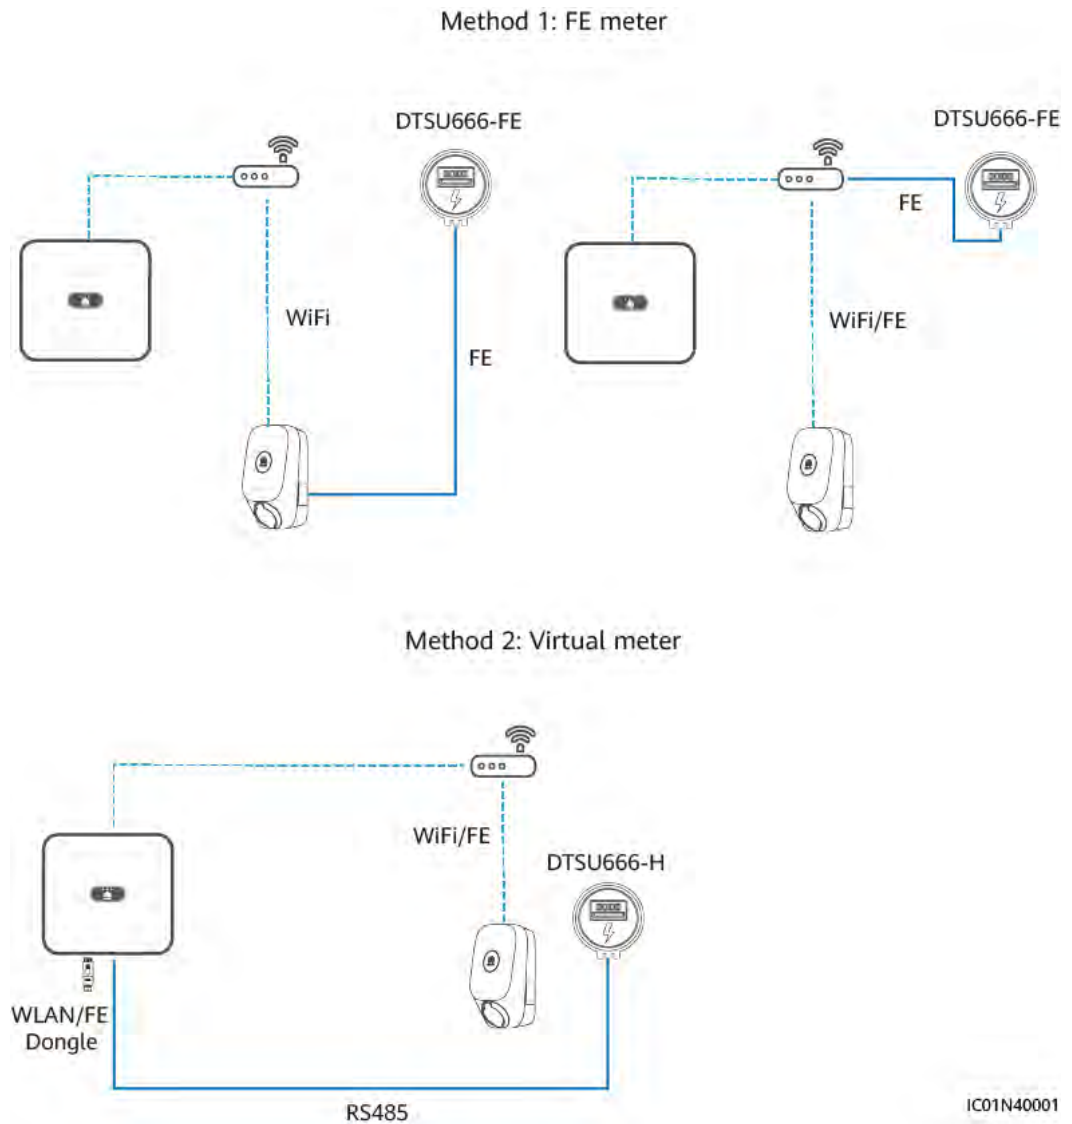 Method 1: FE meter
DTSU666-FE
WiFi
FE
DTSU666-FE
FE
WiFi/FE
Method 2: Virtual meter
WiFi/FE
DTSU666-H
WLAN/FE
Dongle
RS485
IC01N40001